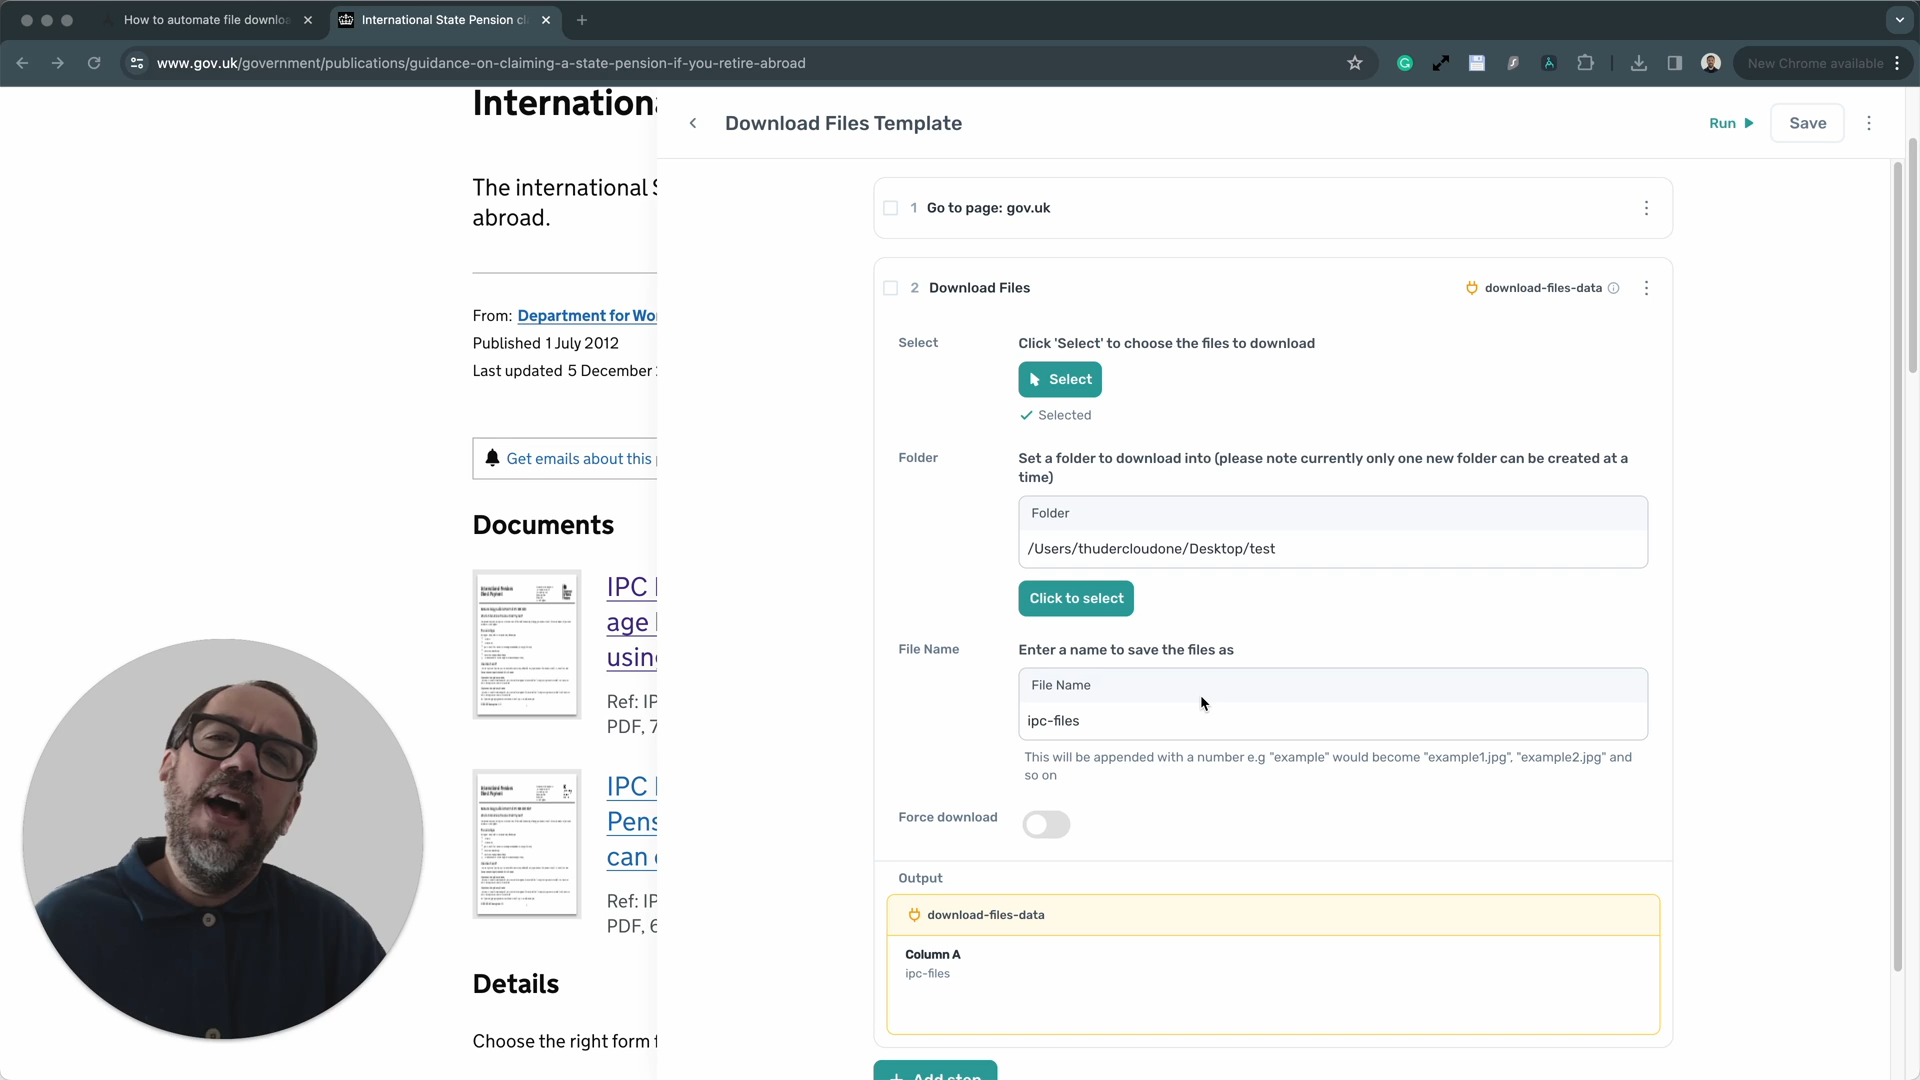 How to automate file downlo
International State Pension cl
www.gov.uk/government/publications/guidance-on-claiming-a-state-pension-if-you-retire-abroad
New Chrome available
Internationa
The international S
abroad.
From: Department for Wo
Published 1 July 2012
Last updated 5 December
Get emails about this
Documents
IPC
age
using
Ref: IP
PDF, 7
IPC
Pens
can
Ref: IP
PDF, 6
Details
Choose the right form f
Download Files Template
Run
Save
1 Go to page: gov.uk
2 Download Files
download-files-data
Select
Click 'Select' to choose the files to download
Select
Selected
Folder
Set a folder to download into (please note currently only one new folder can be created at a
time)
Folder
/Users/thudercloudone/Desktop/test
Click to select
File Name
Enter a name to save the files as
File Name
ipc-files
This will be appended with a number e.g "example" would become "example1.jpg", "example2.jpg" and
so on
Force download
Output
download-files-data
Column A
ipc-files
+ Add step